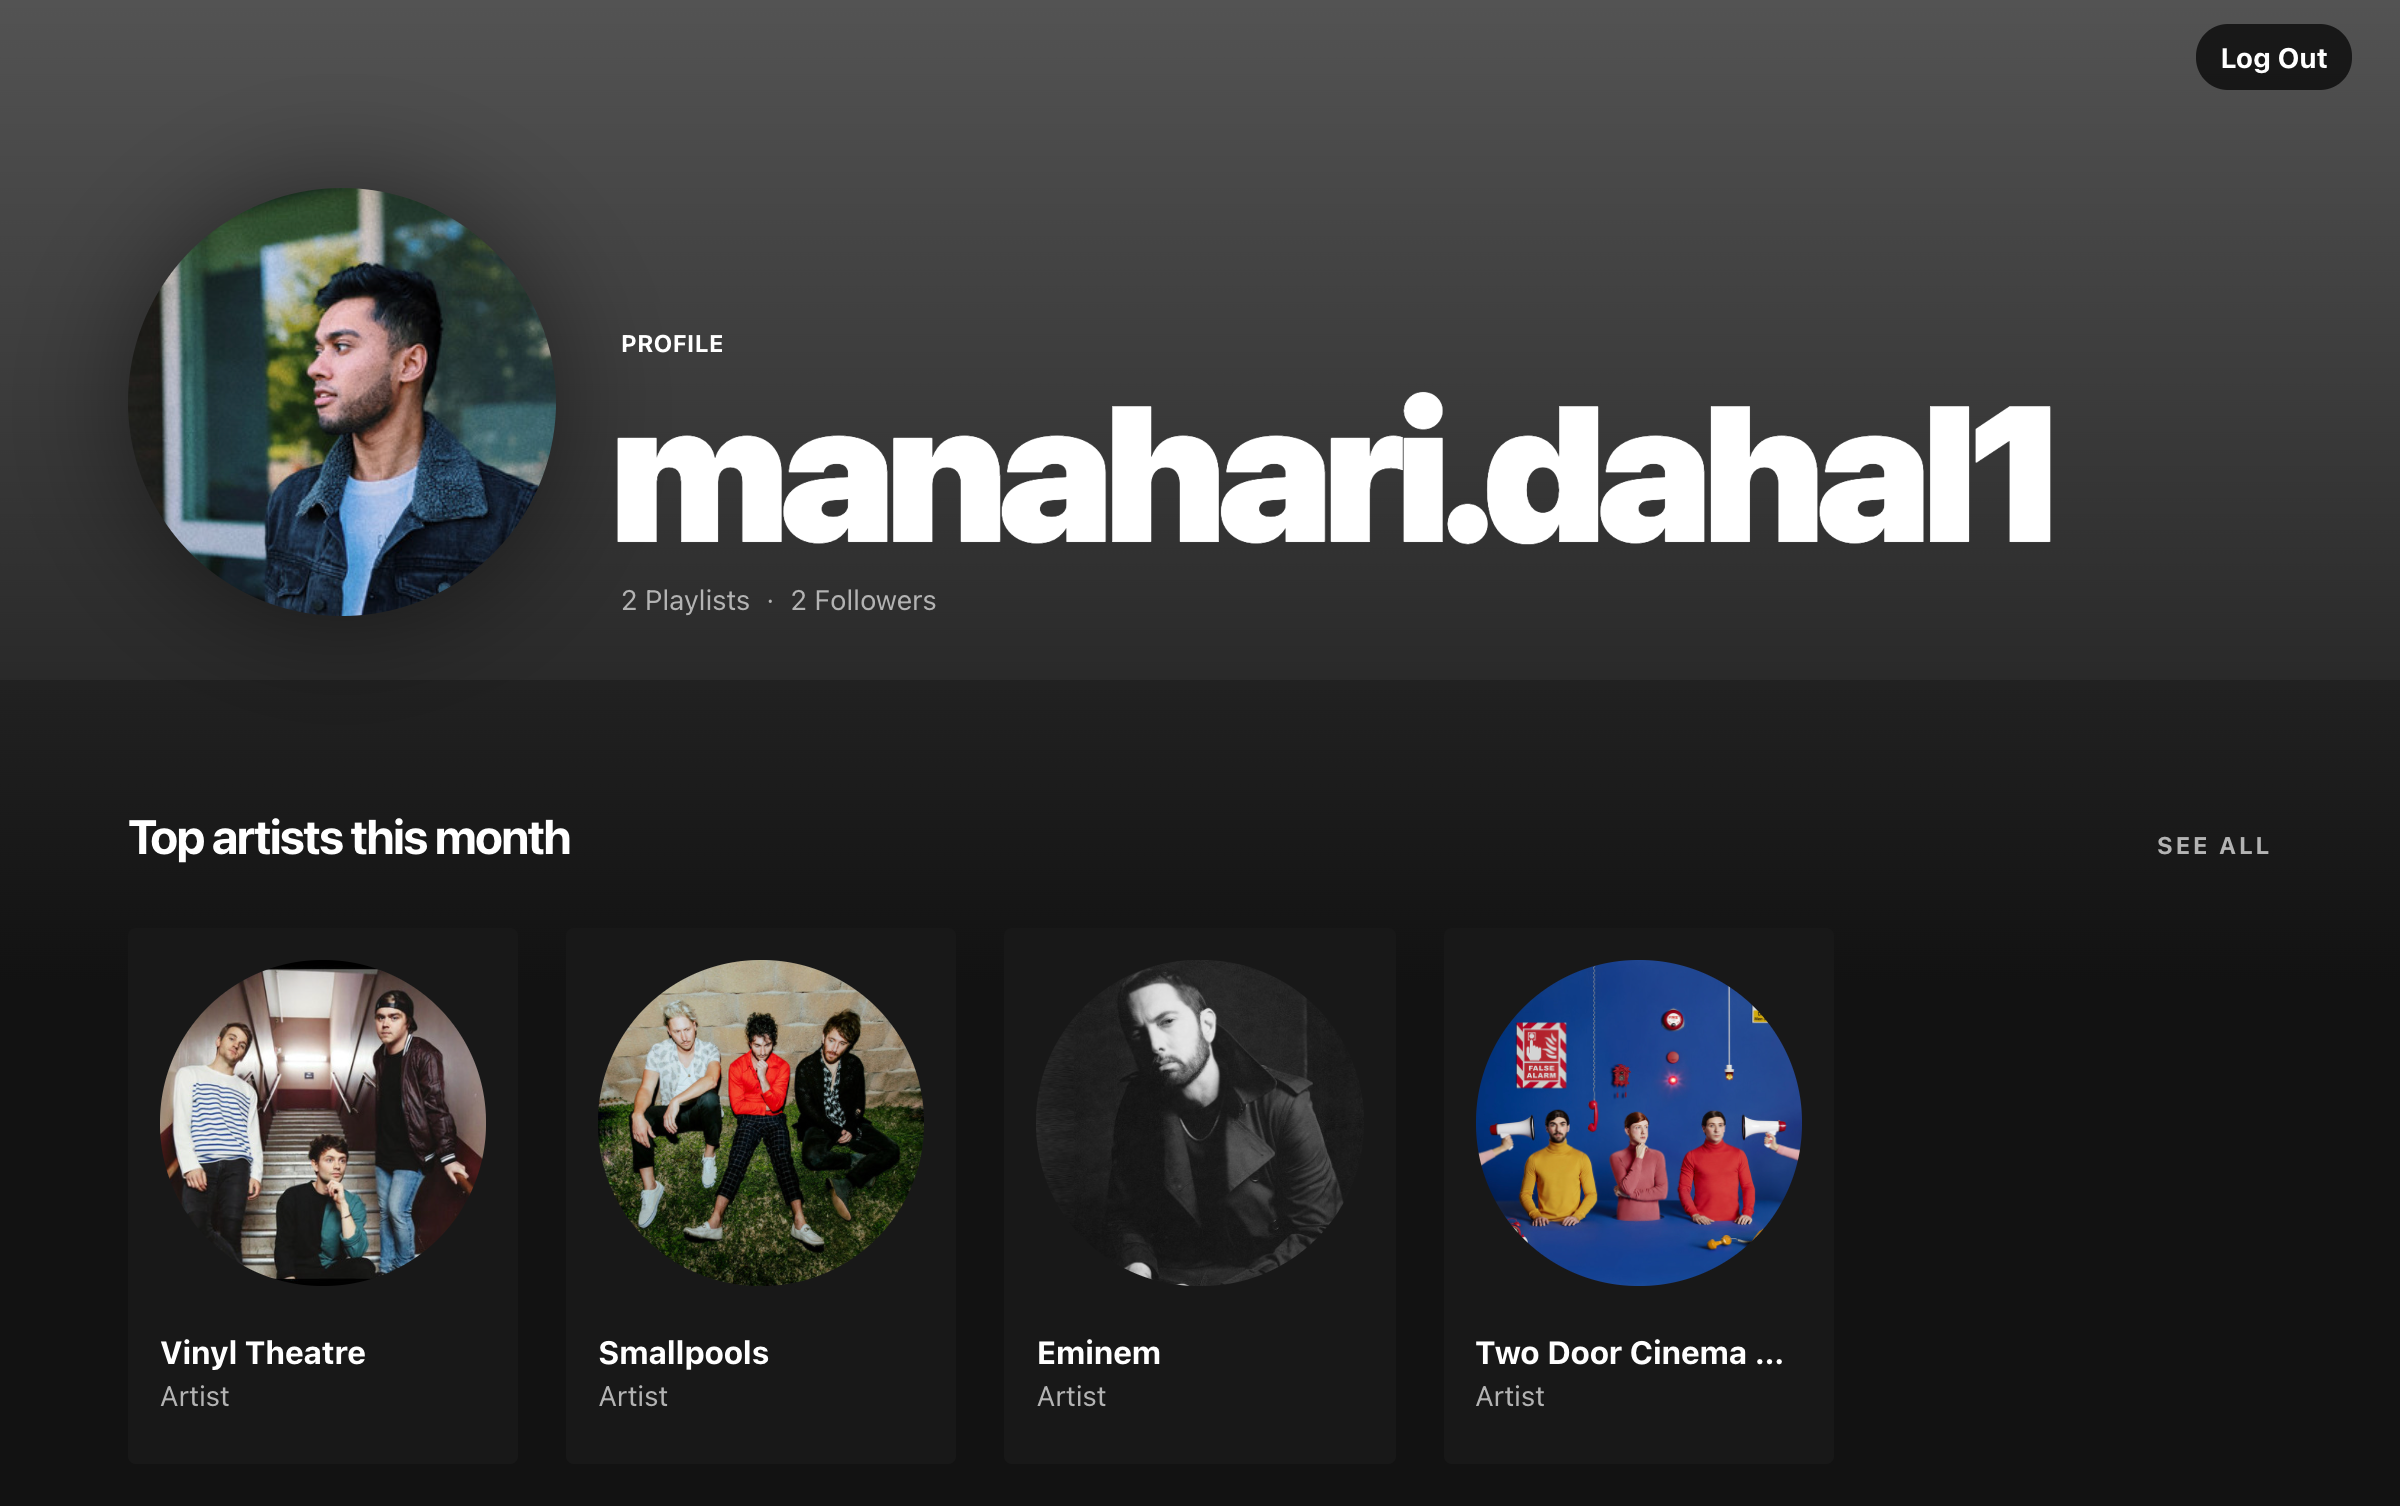 Log Out
PROFILE
manahari.dahal1
2 Playlists · 2 Followers
Top artists this month
SEE ALL
FALSE
ALARM
Vinyl Theatre
Artist
Smallpools
Artist
Eminem
Artist
Two Door Cinema ...
Artist